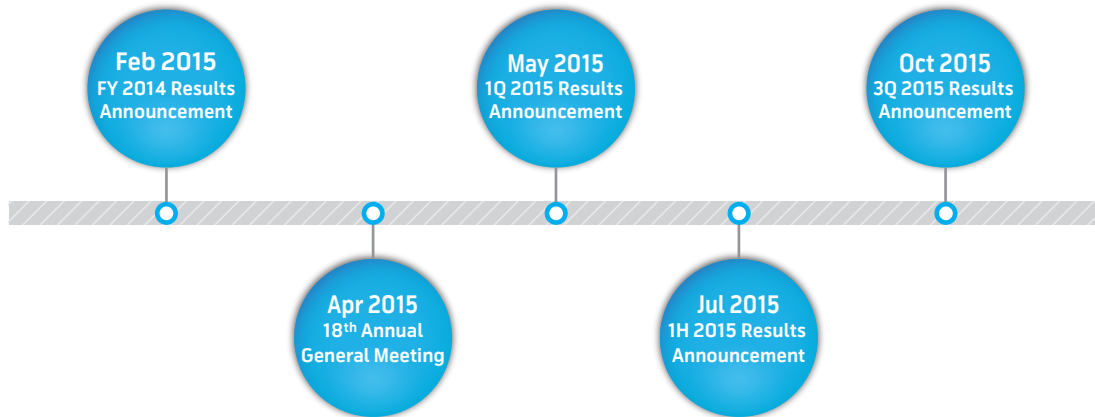 Feb 2015
FY 2014 Results
Announcement
Apr 2015
18th Annual
General Meeting
May 2015
1Q 2015 Results
Announcement
Jul 2015
1H 2015 Results
Announcement
Oct 2015
3Q 2015 Results
Announcement